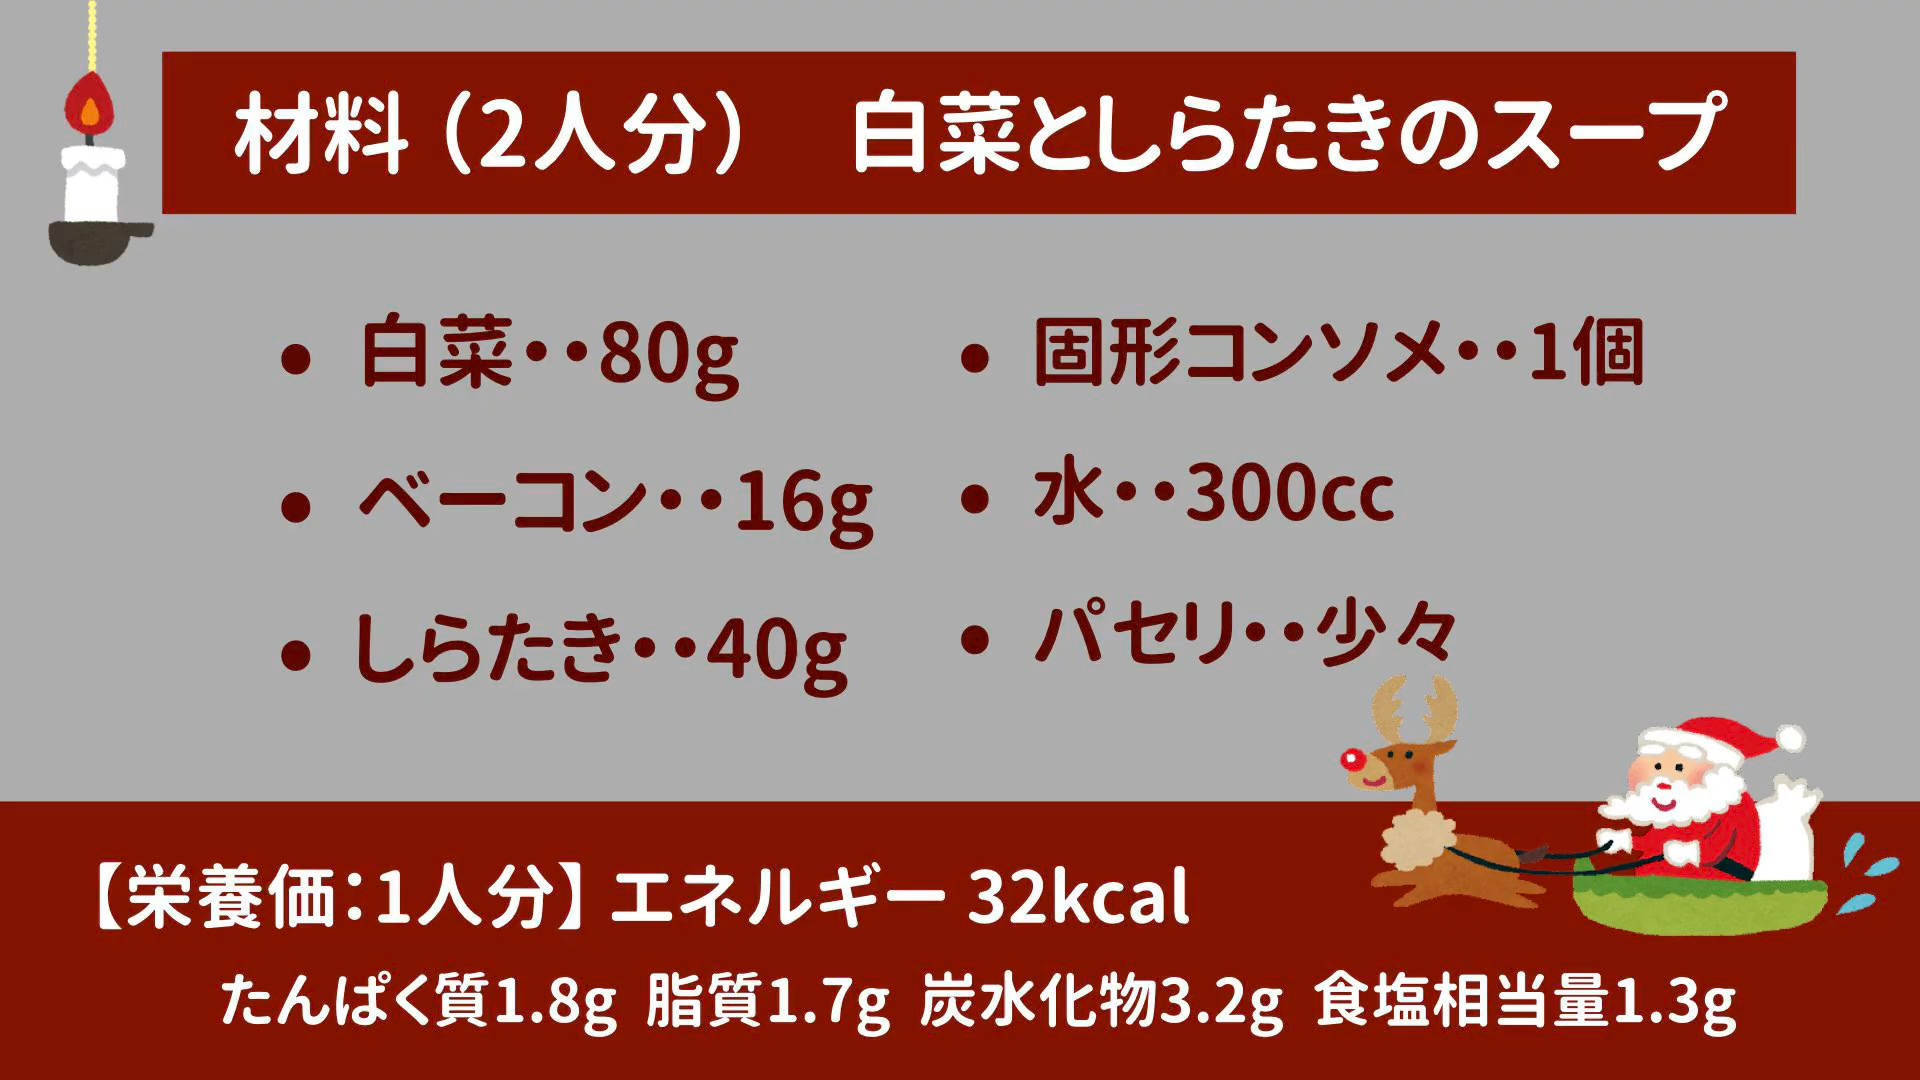 材料（2人分）　白菜としらたきのスープ
• 白菜・・80g
• ベーコン・・16g
• しらたき・・40g
• 固形コンソメ・・1個
• 水・・300cc
• パセリ・・少々
【栄養価：1人分】エネルギー 32kcal
たんぱく質1.8g 脂質1.7g 炭水化物3.2g 食塩相当量1.3g